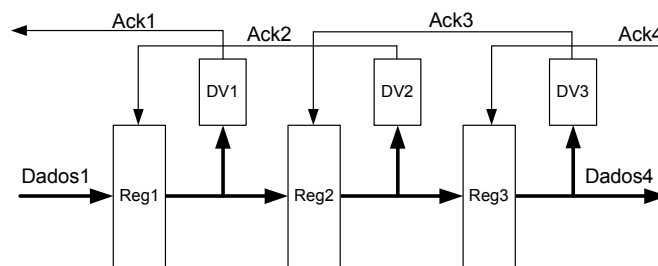 Ack1
Ack2
Ack3
Ack4
DV1
DV2
DV3
Dados1
Reg1
Reg2
Reg3
Dados4